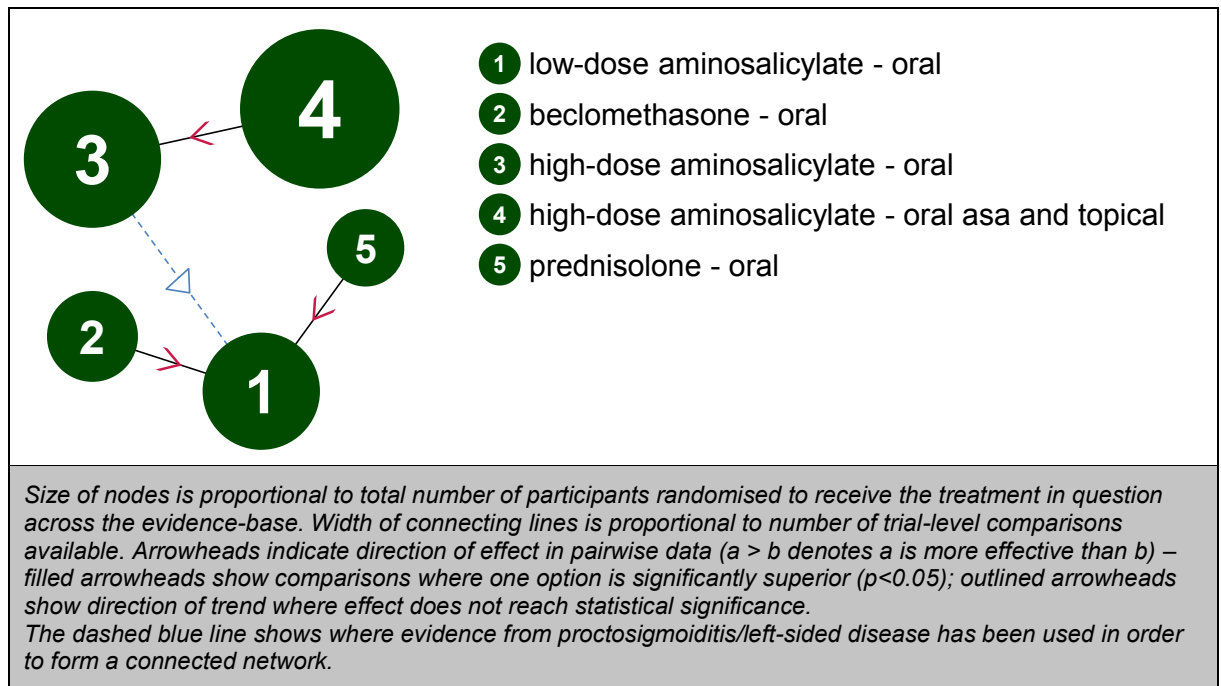 4
3
5
2
1
1 low-dose aminosalicylate - oral
2 beclomethasone - oral
3 high-dose aminosalicylate - oral
4 high-dose aminosalicylate - oral asa and topical
5 prednisolone - oral
Size of nodes is proportional to total number of participants randomised to receive the treatment in question
across the evidence-base. Width of connecting lines is proportional to number of trial-level comparisons
available. Arrowheads indicate direction of effect in pairwise data (a > b denotes a is more effective than b) –
filled arrowheads show comparisons where one option is significantly superior (p<0.05); outlined arrowheads
show direction of trend where effect does not reach statistical significance.
The dashed blue line shows where evidence from proctosigmoiditis/left-sided disease has been used in order
to form a connected network.